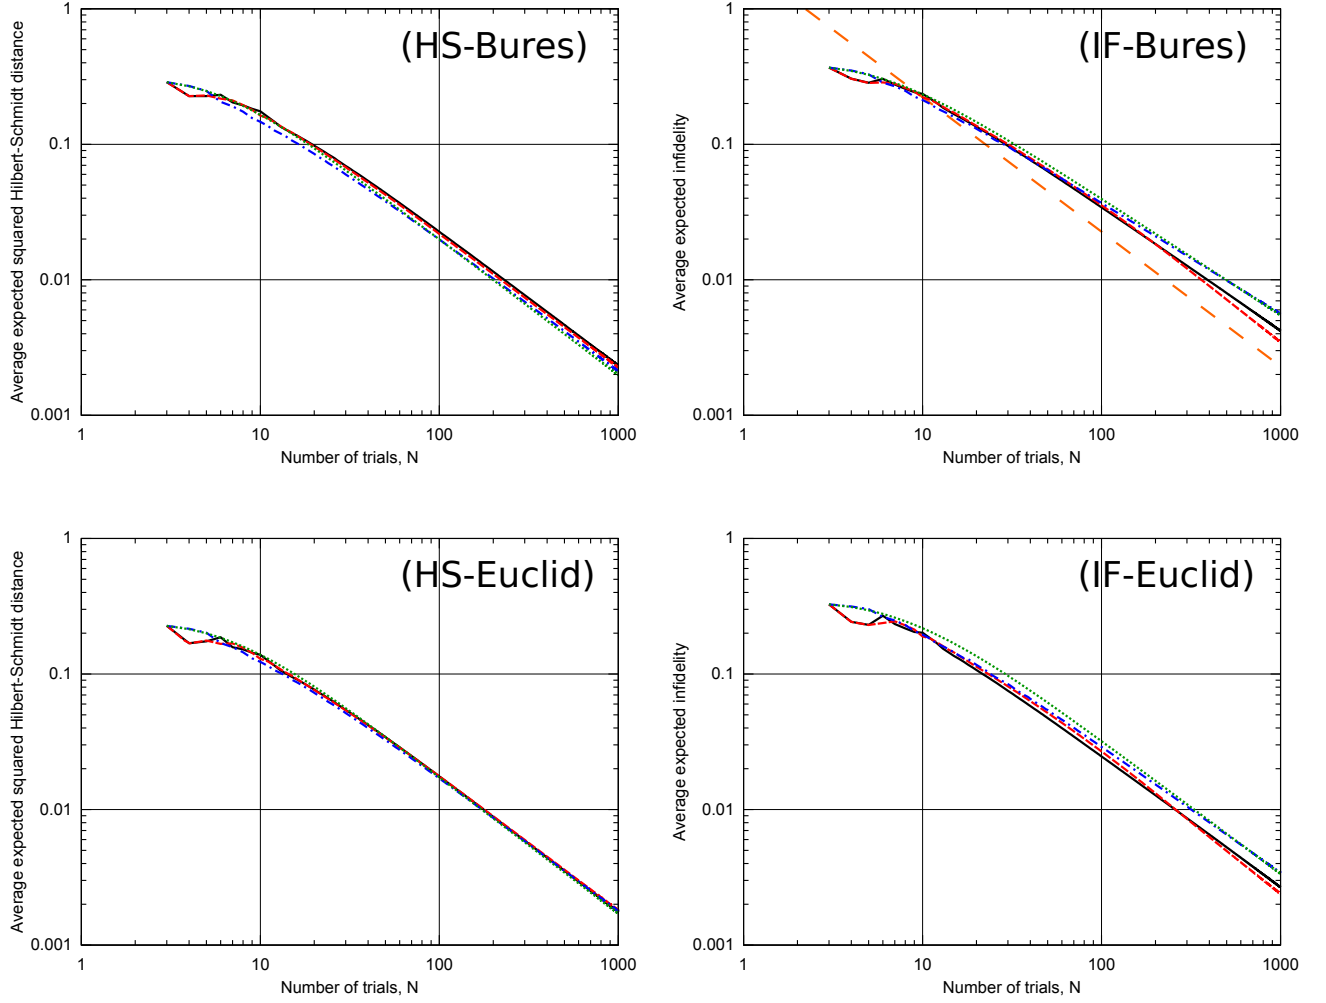 (HS-Bures)
Average expected squared Hilbert-Schmidt distance
1
0.1
0.01
0.001
1 10 100 1000
Number of trials, N
(IF-Bures)
Average expected infidelity
1
0.1
0.01
0.001
1 10 100 1000
Number of trials, N
(HS-Euclid)
Average expected squared Hilbert-Schmidt distance
1
0.1
0.01
0.001
1 10 100 1000
Number of trials, N
(IF-Euclid)
Average expected infidelity
1
0.1
0.01
0.001
1 10 100 1000
Number of trials, N